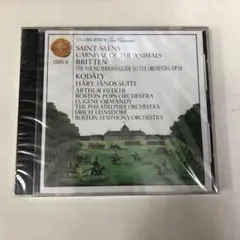 SAINT-SAËNS
CARNIVAL OF THE ANIMALS
BRITTEN
THE YOUNG PERSON'S GUIDE TO THE ORCHESTRA, OP. 34
KODÁLY
HÁRY JÁNOS SUITE
ARTHUR FIEDLER
BOSTON POPS ORCHESTRA
EUGENE ORMANDY
THE PHILADELPHIA ORCHESTRA
ERICH LEINSDORF
BOSTON SYMPHONY ORCHESTRA